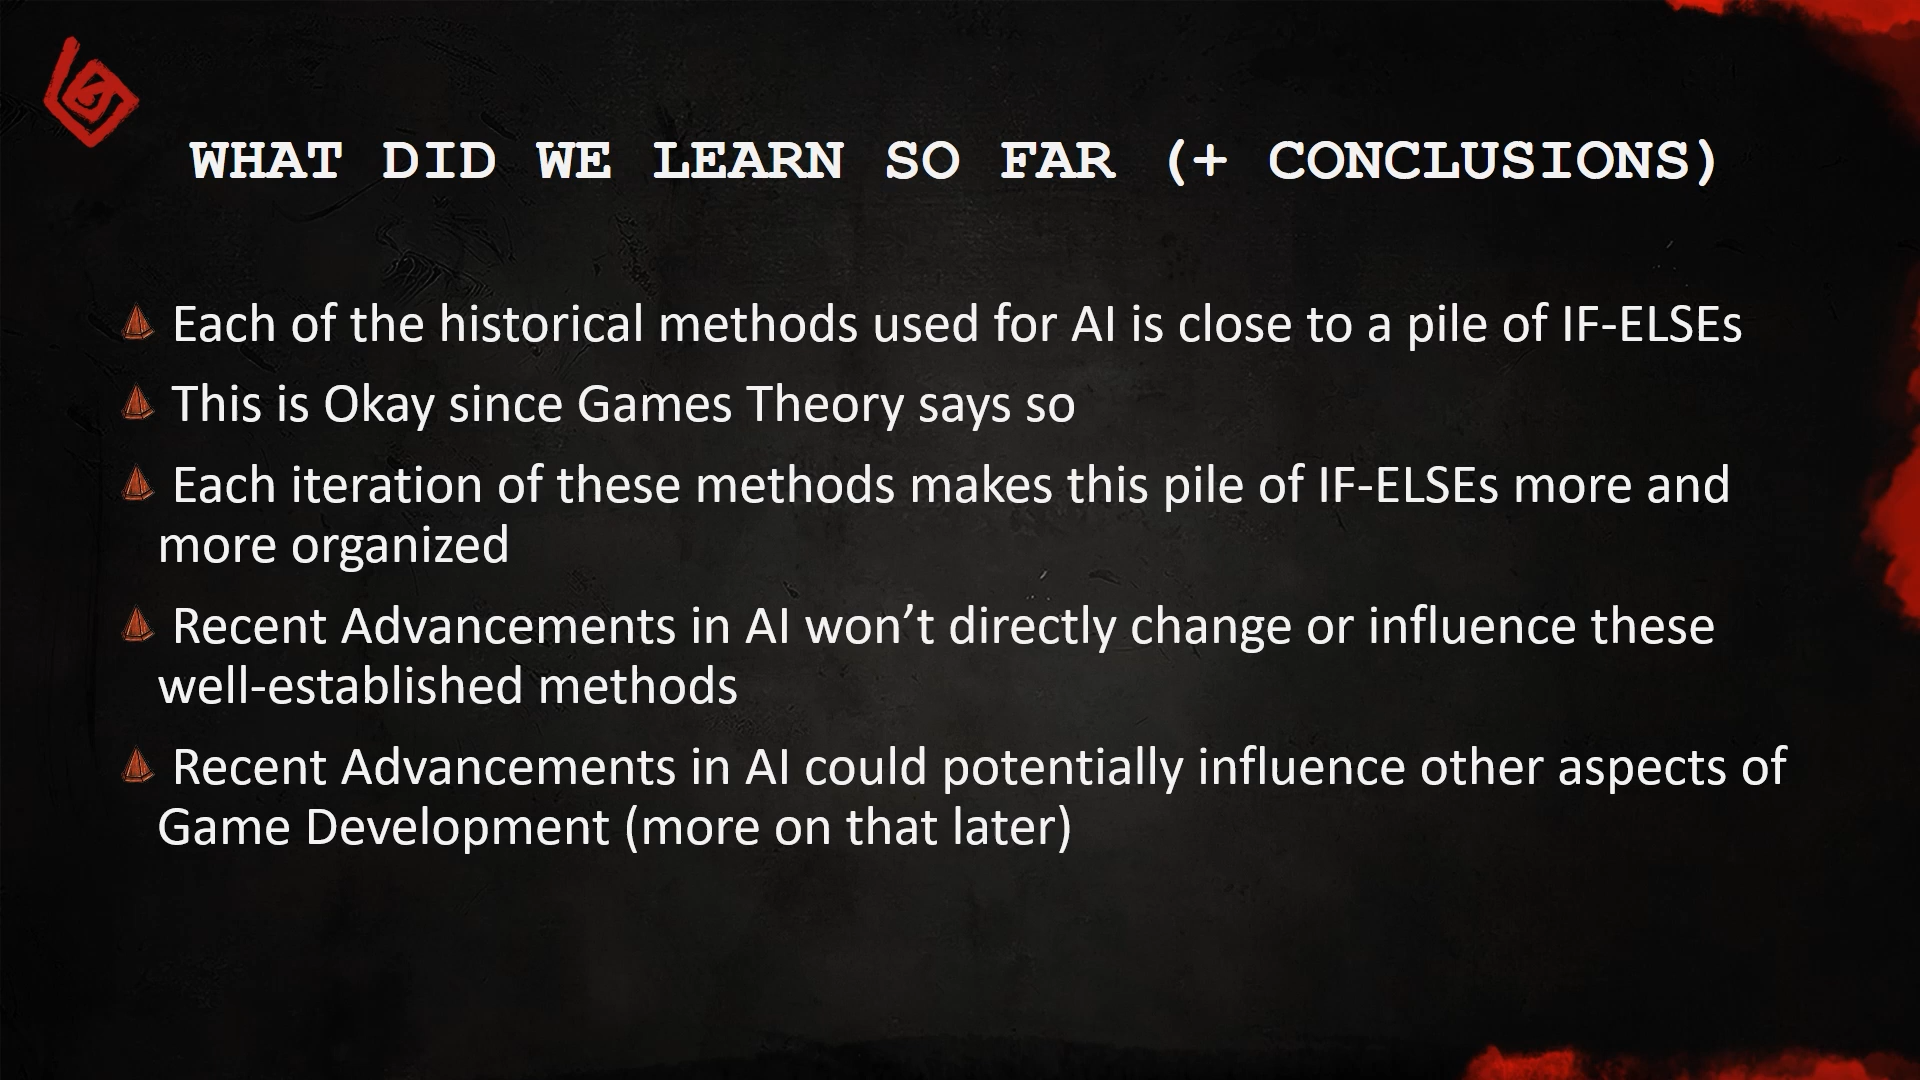 WHAT DID WE LEARN SO FAR (+ CONCLUSIONS)
Each of the historical methods used for AI is close to a pile of IF-ELSEs
This is Okay since Games Theory says so
Each iteration of these methods makes this pile of IF-ELSEs more and
more organized
Recent Advancements in AI won’t directly change or influence these
well-established methods
Recent Advancements in AI could potentially influence other aspects of
Game Development (more on that later)